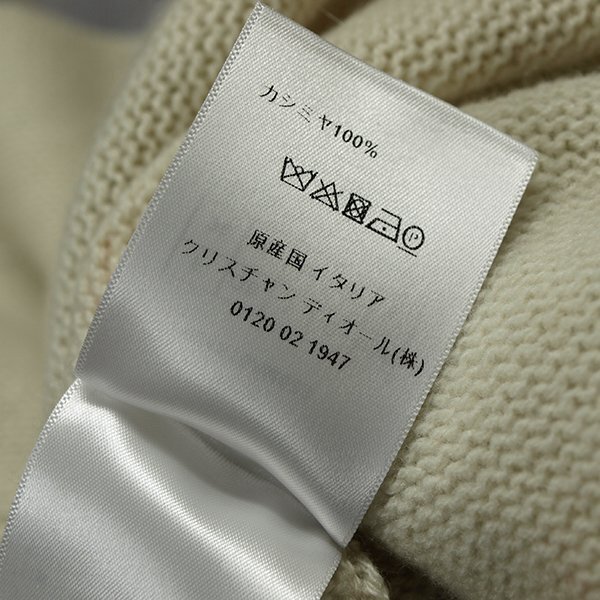 カシミヤ100%
P
原産国 イタリア
クリスチャン ディオール(株)
0120 02 1947